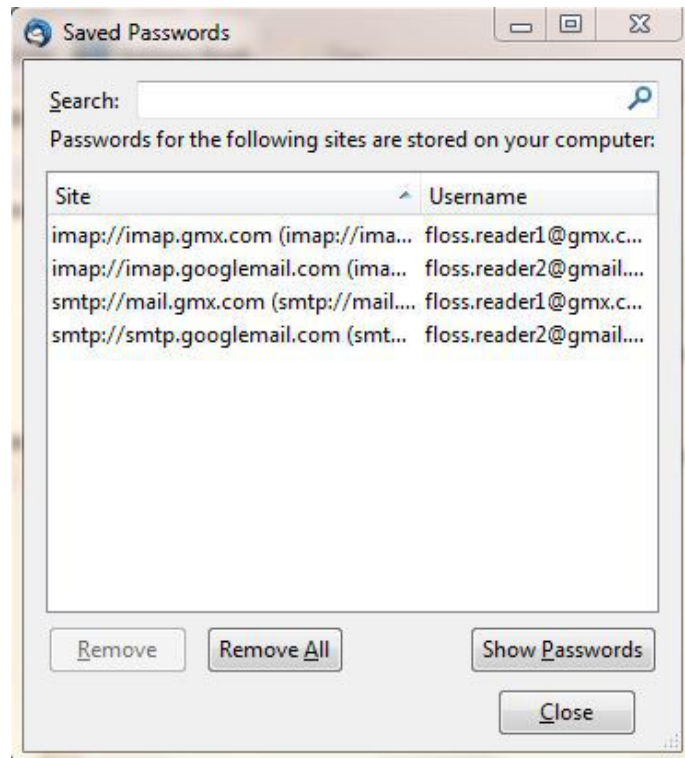 Saved Passwords
Search:
Passwords for the following sites are stored on your computer:
Site Username
imap://imap.gmx.com (imap://ima... floss.reader1@gmx.c...
imap://imap.googlemail.com (ima... floss.reader2@gmail....
smtp://mail.gmx.com (smtp://mail.... floss.reader1@gmx.c...
smtp://smtp.googlemail.com (smt... floss.reader2@gmail....
Remove Remove All Show Passwords
Close